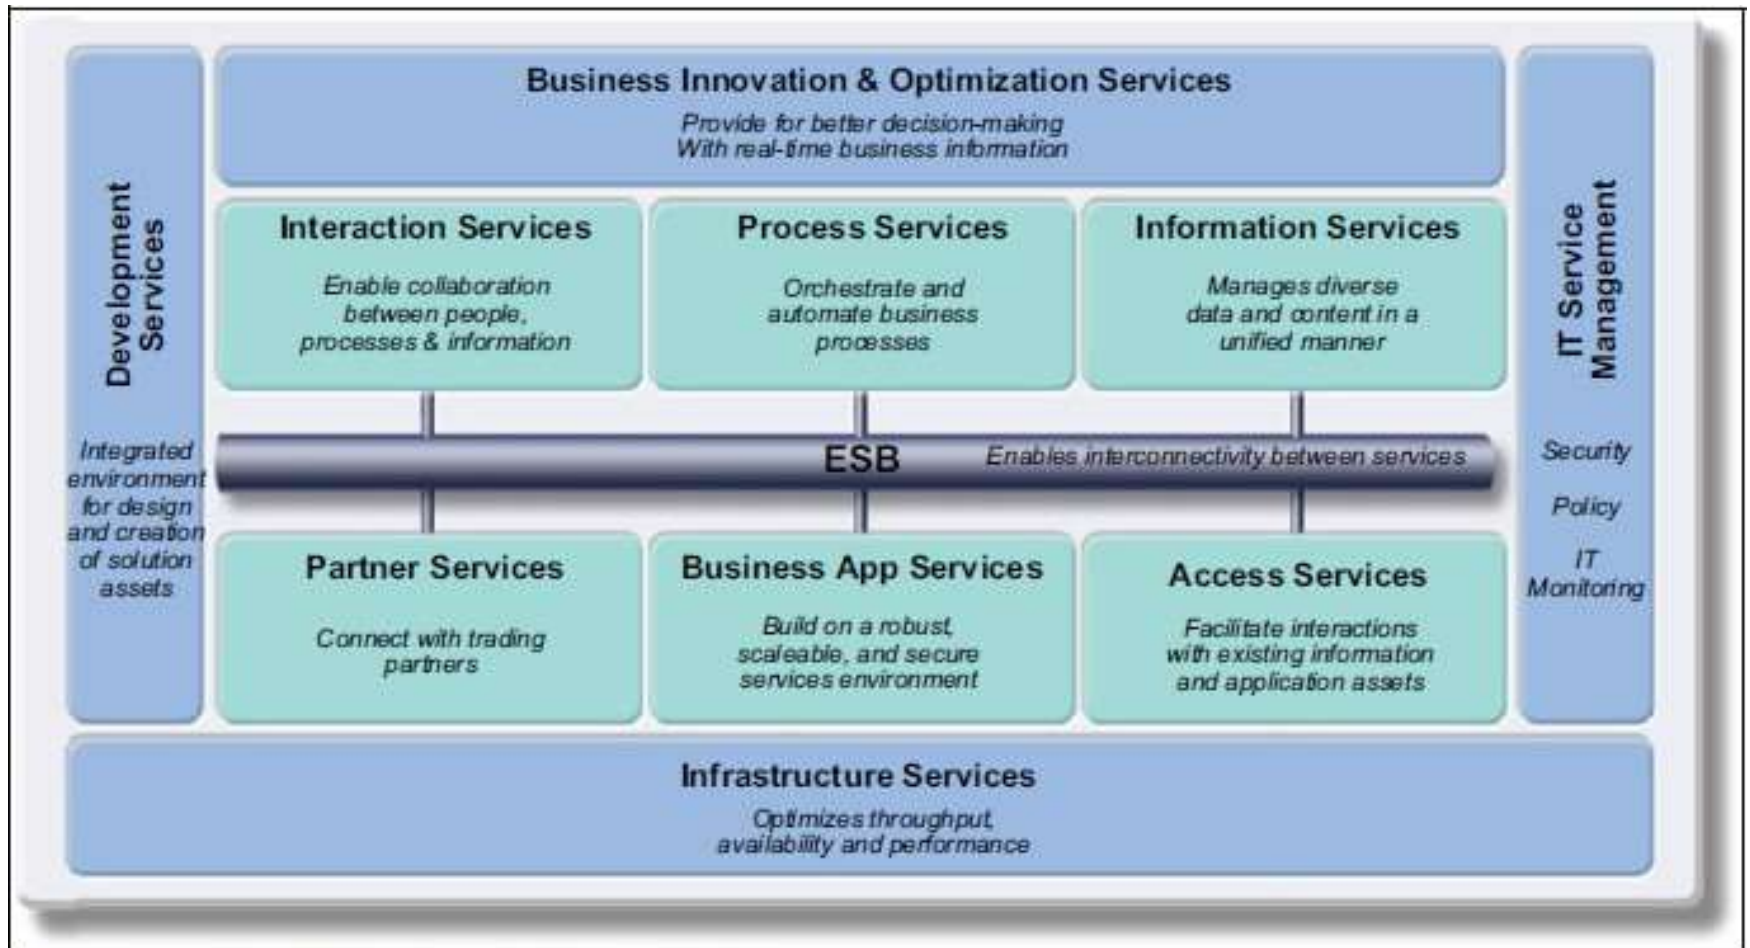 Business Innovation & Optimization Services
Provide for better decision-making
With real-time business information
Development
Services
Integrated
environment
for design
and creation
of solution
assets
Interaction Services
Enable collaboration
between people,
processes & information
Process Services
Orchestrate and
automate business
processes
Information Services
Manages diverse
data and content in a
unified manner
IT Service
Management
Security
Policy
IT
Monitoring
ESB
Enables interconnectivity between services
Partner Services
Connect with trading
partners
Business App Services
Build on a robust,
scaleable, and secure
services environment
Access Services
Facilitate interactions
with existing information
and application assets
Infrastructure Services
Optimizes throughput,
availability and performance